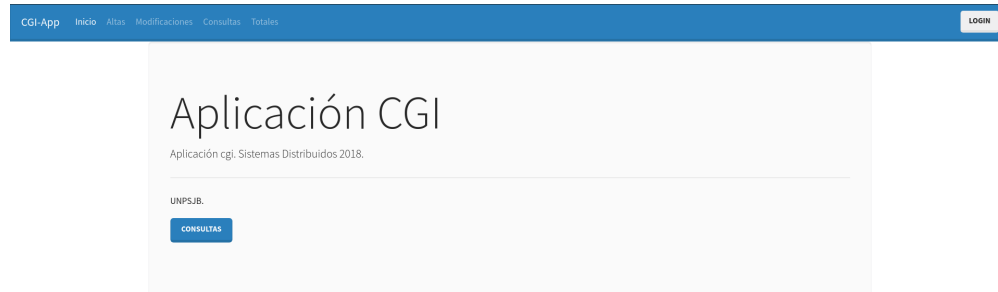 CGI-App Inicio Altas Modificaciones Consultas Totales LOGIN
Aplicación CGI
Aplicación cgi. Sistemas Distribuidos 2018.
UNPSJB.
CONSULTAS